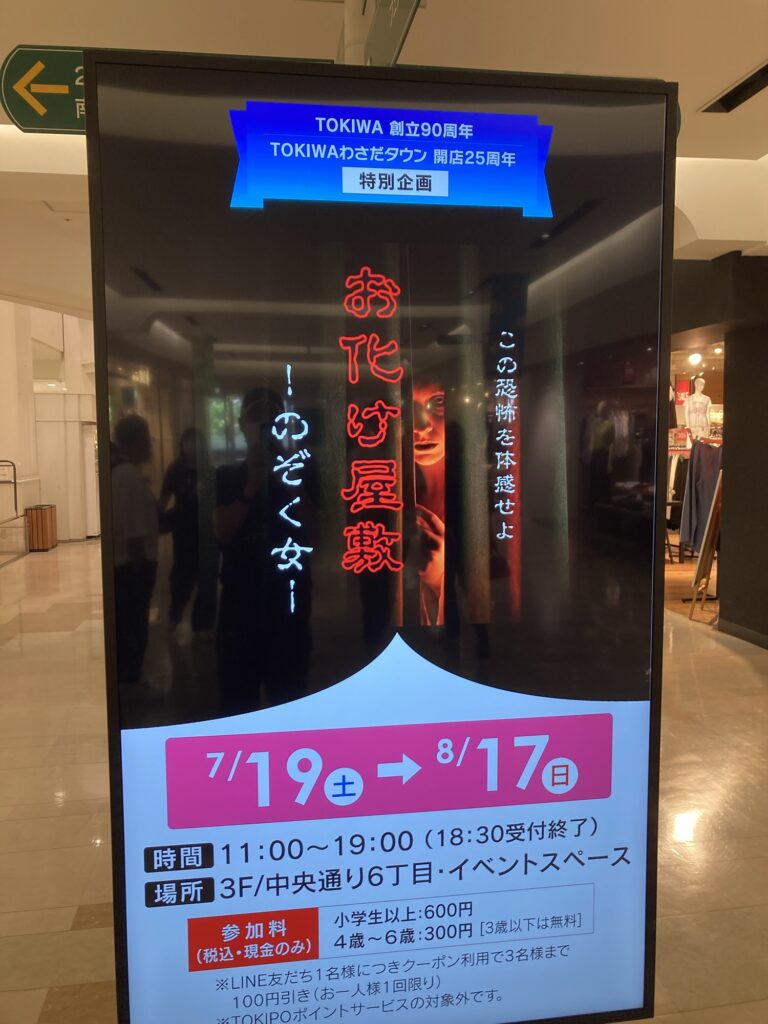 TOKIWA 創立90周年
TOKIWAわさだタウン 開店25周年
特別企画
この恐怖を体感せよ
お化け屋敷
ーのぞく女ー
7/19土→8/17日
時間 11:00〜19:00（18:30受付終了）
場所 3F/中央通り6丁目・イベントスペース
参加料
（税込・現金のみ）
小学生以上：600円
4歳〜6歳：300円［3歳以下は無料］
※LINE友だち1名様につきクーポン利用で3名様まで
100円引き（お一人様1回限り）
※TOKIPOポイントサービスの対象外です。